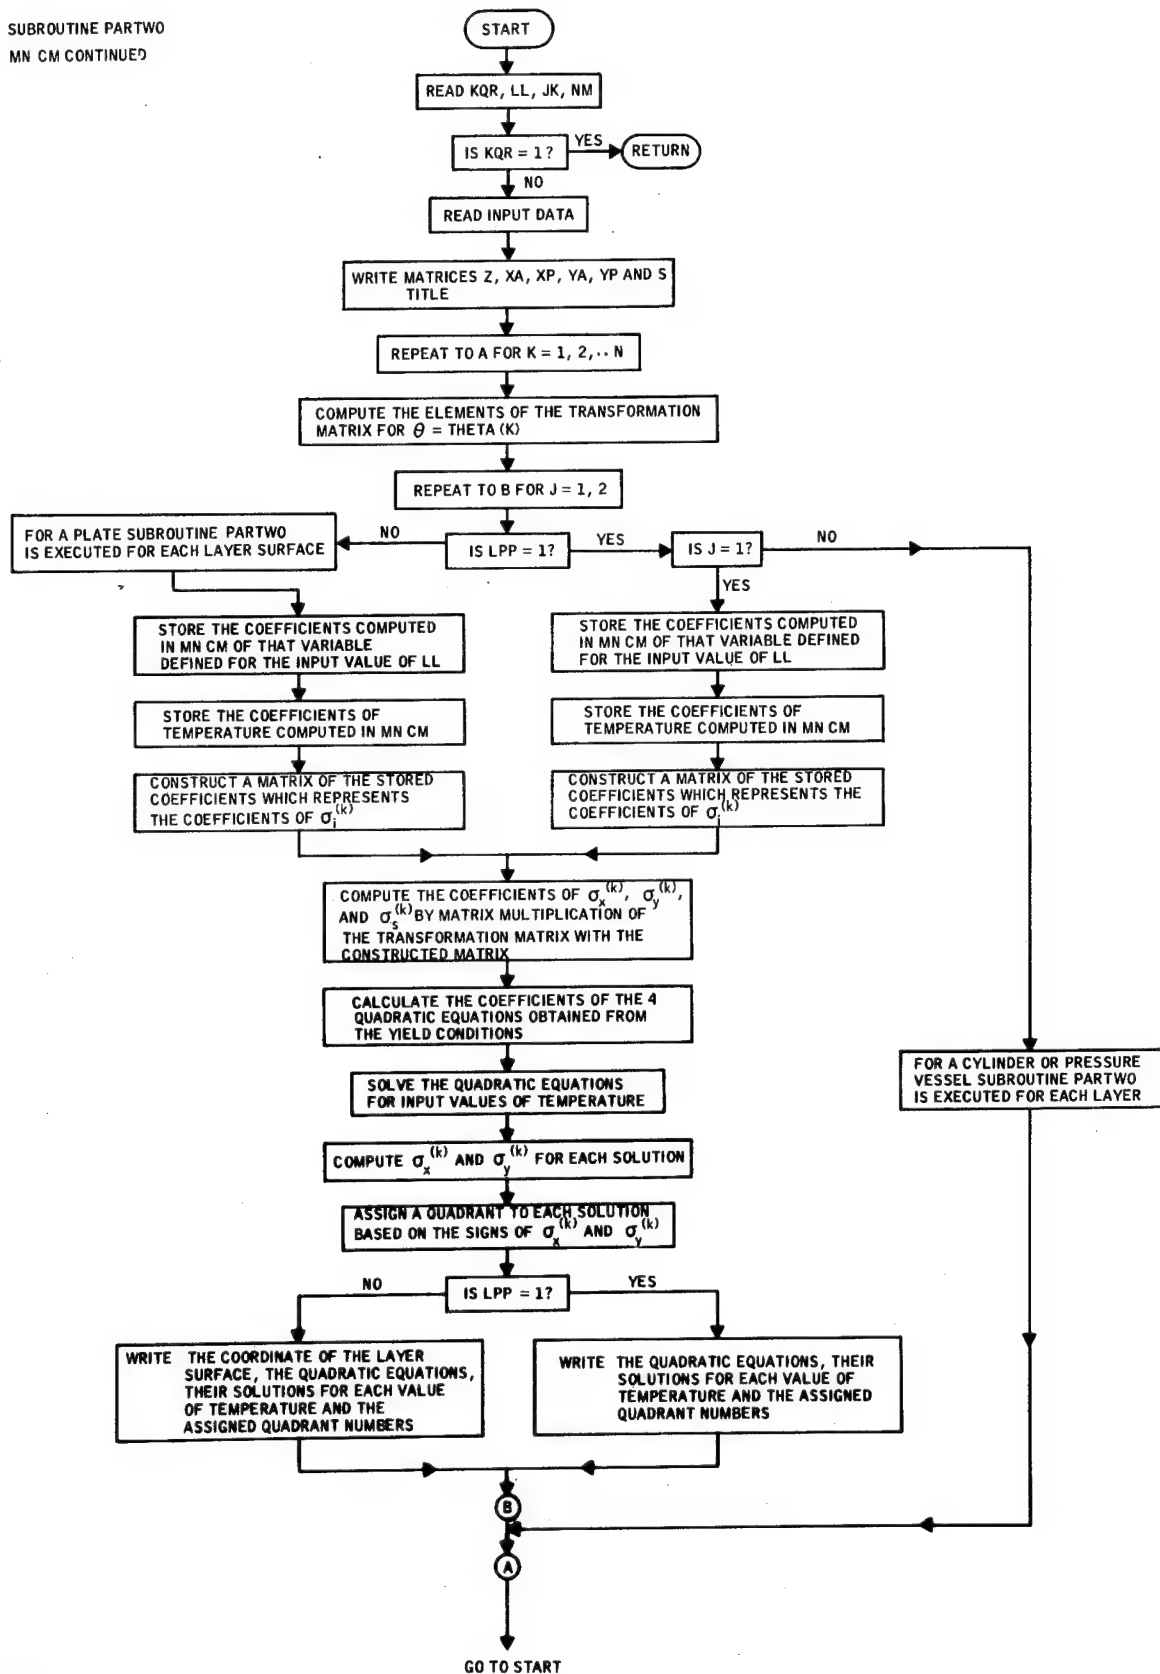 SUBROUTINE PARTWO
MN CM CONTINUED
START
READ KQR, LL, JK, NM
IS KQR = 1?
YES
RETURN
NO
READ INPUT DATA
WRITE MATRICES Z, XA, XP, YA, YP AND S
TITLE
REPEAT TO A FOR K = 1, 2,·· N
COMPUTE THE ELEMENTS OF THE TRANSFORMATION
MATRIX FOR θ = THETA (K)
REPEAT TO B FOR J = 1, 2
FOR A PLATE SUBROUTINE PARTWO
IS EXECUTED FOR EACH LAYER SURFACE
NO
IS LPP = 1?
YES
IS J = 1?
NO
YES
STORE THE COEFFICIENTS COMPUTED
IN MN CM OF THAT VARIABLE
DEFINED FOR THE INPUT VALUE OF LL
STORE THE COEFFICIENTS COMPUTED
IN MN CM OF THAT VARIABLE DEFINED
FOR THE INPUT VALUE OF LL
STORE THE COEFFICIENTS OF
TEMPERATURE COMPUTED IN MN CM
STORE THE COEFFICIENTS OF
TEMPERATURE COMPUTED IN MN CM
CONSTRUCT A MATRIX OF THE STORED
COEFFICIENTS WHICH REPRESENTS
THE COEFFICIENTS OF σ_i^(k)
CONSTRUCT A MATRIX OF THE STORED
COEFFICIENTS WHICH REPRESENTS THE
COEFFICIENTS OF σ_i^(k)
COMPUTE THE COEFFICIENTS OF σ_x^(k), σ_y^(k),
AND σ_s^(k) BY MATRIX MULTIPLICATION OF
THE TRANSFORMATION MATRIX WITH THE
CONSTRUCTED MATRIX
CALCULATE THE COEFFICIENTS OF THE 4
QUADRATIC EQUATIONS OBTAINED FROM
THE YIELD CONDITIONS
SOLVE THE QUADRATIC EQUATIONS
FOR INPUT VALUES OF TEMPERATURE
FOR A CYLINDER OR PRESSURE
VESSEL SUBROUTINE PARTWO
IS EXECUTED FOR EACH LAYER
COMPUTE σ_x^(k) AND σ_y^(k) FOR EACH SOLUTION
ASSIGN A QUADRANT TO EACH SOLUTION
BASED ON THE SIGNS OF σ_x^(k) AND σ_y^(k)
NO
IS LPP = 1?
YES
WRITE THE COORDINATE OF THE LAYER
SURFACE, THE QUADRATIC EQUATIONS,
THEIR SOLUTIONS FOR EACH VALUE
OF TEMPERATURE AND THE
ASSIGNED QUADRANT NUMBERS
WRITE THE QUADRATIC EQUATIONS, THEIR
SOLUTIONS FOR EACH VALUE OF
TEMPERATURE AND THE ASSIGNED
QUADRANT NUMBERS
B
A
GO TO START